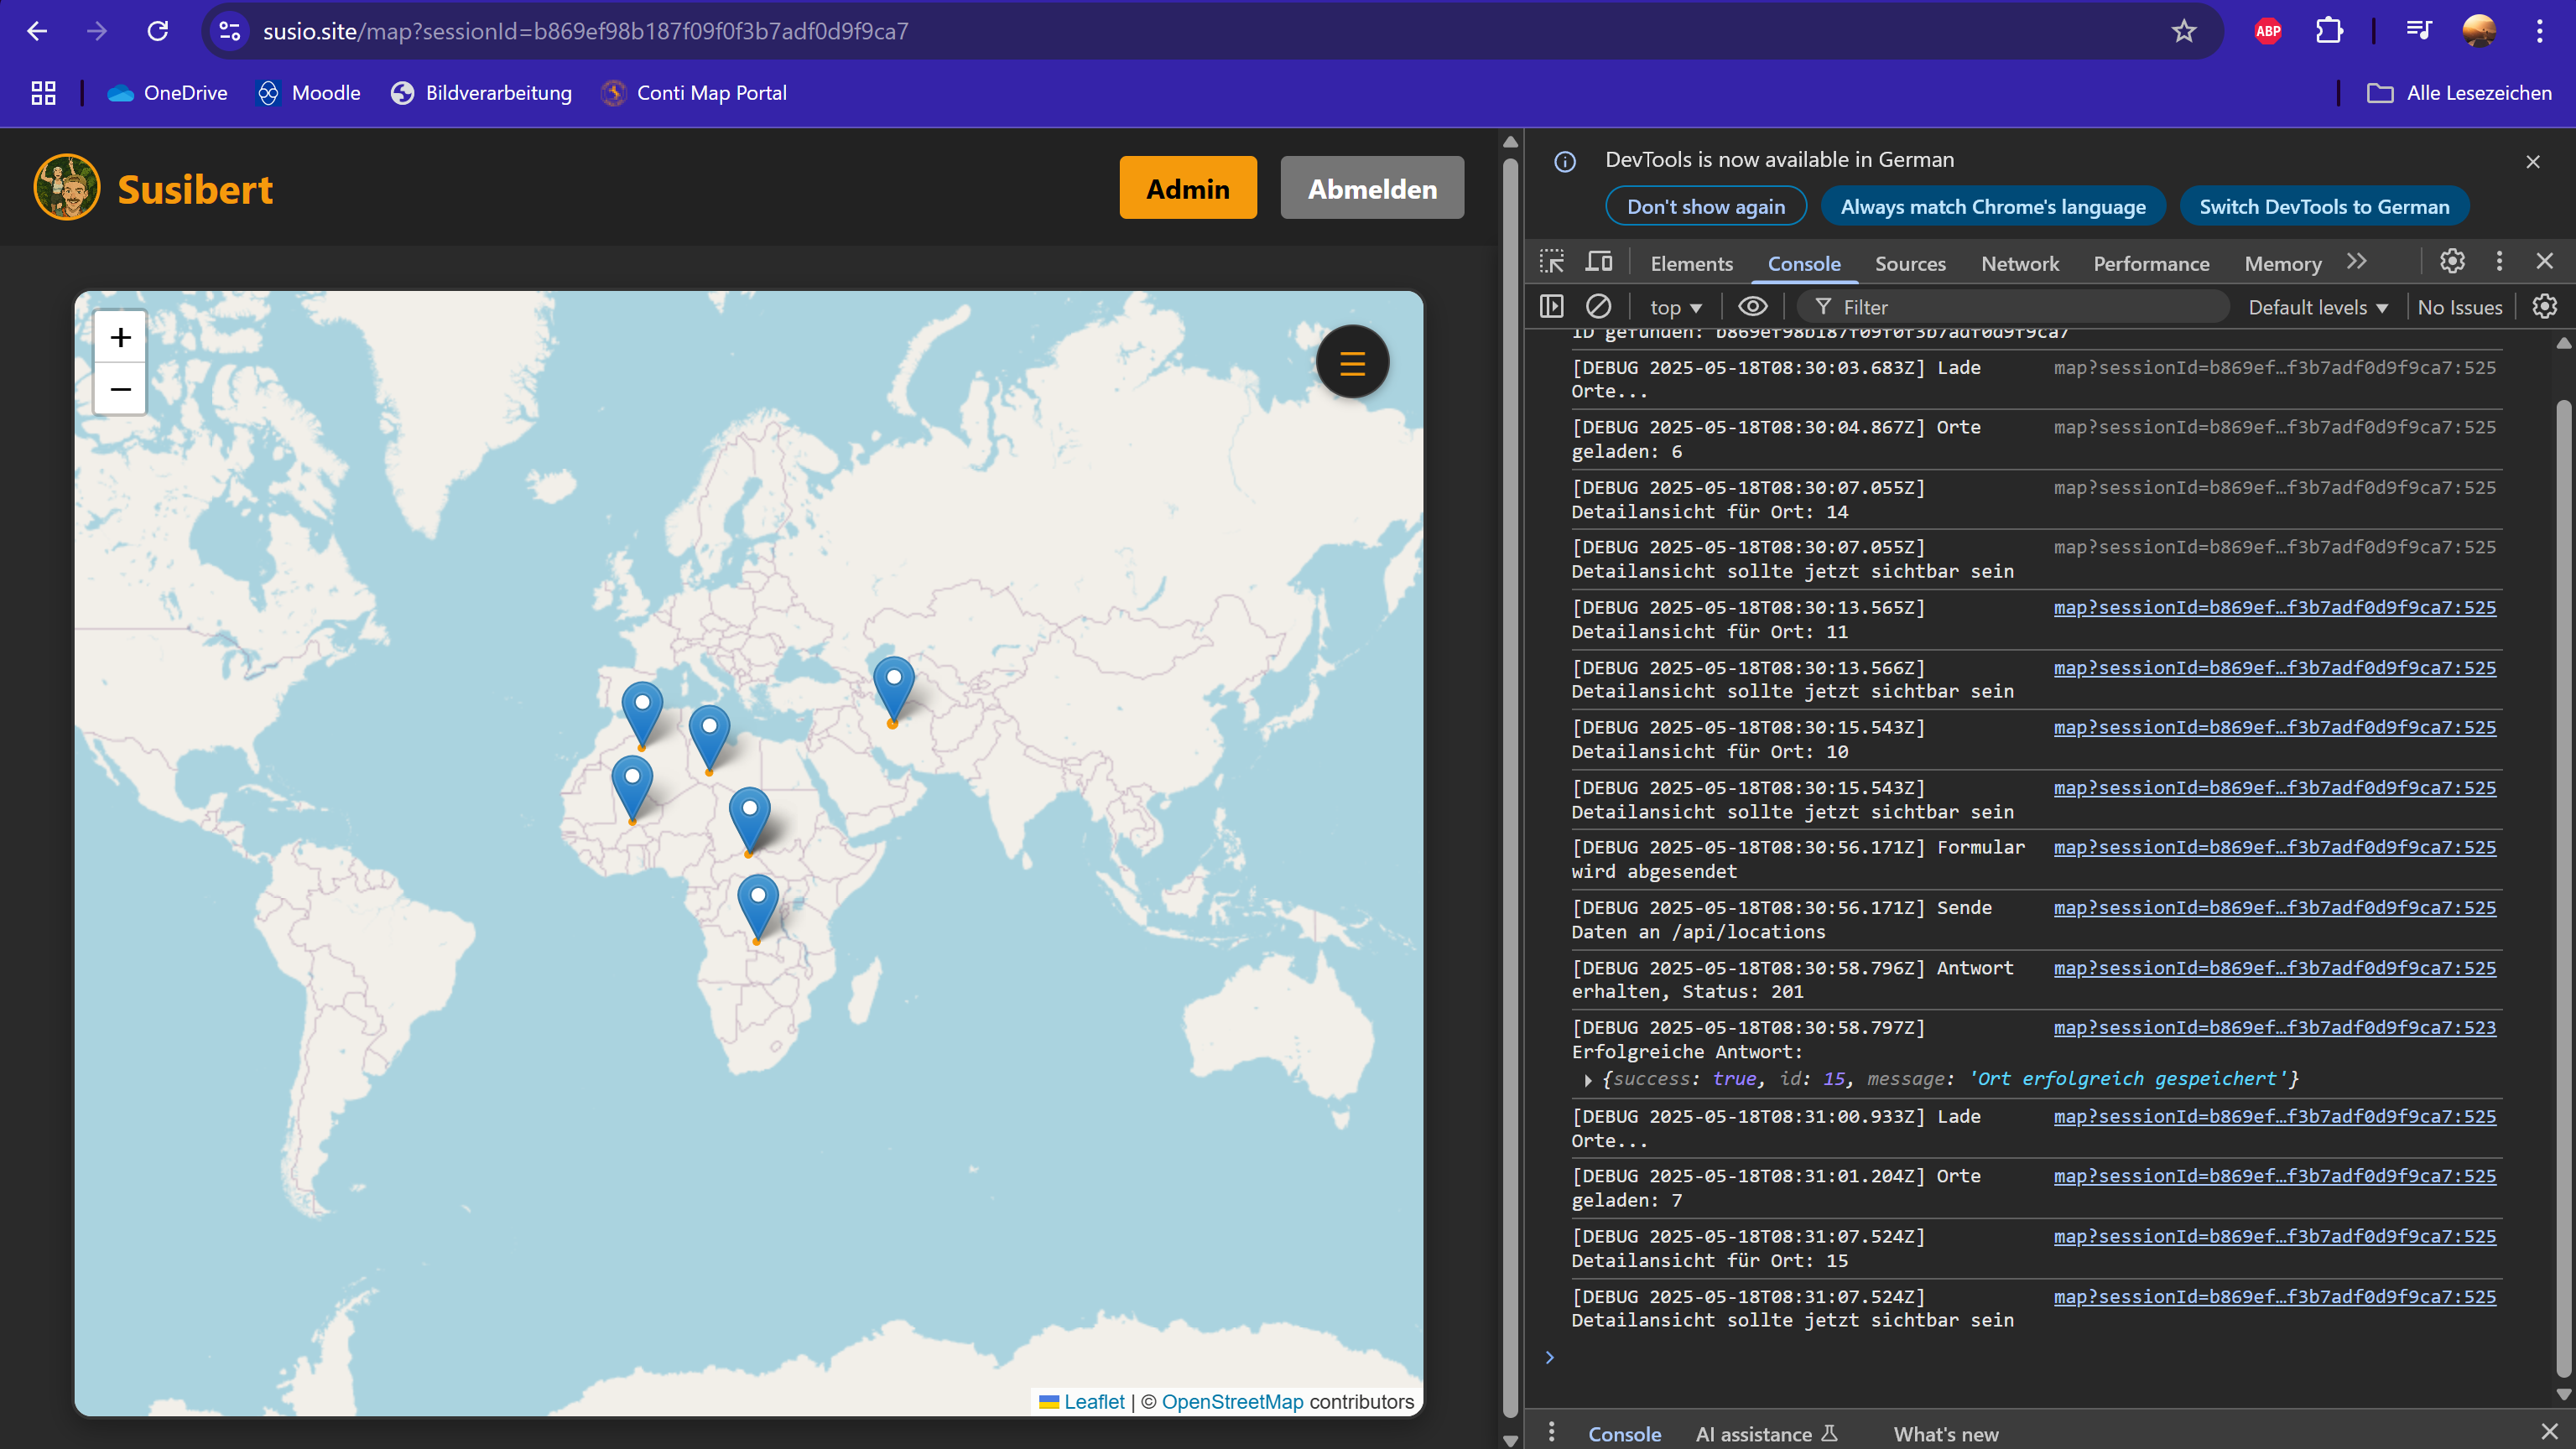 susio.site/map?sessionId=b869ef98b187f09f0f3b7adf0d9f9ca7
ABP
OneDrive
Moodle
Bildverarbeitung
Conti Map Portal
Alle Lesezeichen
Susibert
Admin
Abmelden
+
−
Leaflet | © OpenStreetMap contributors
DevTools is now available in German
Don't show again
Always match Chrome's language
Switch DevTools to German
Elements
Console
Sources
Network
Performance
Memory
top
Filter
Default levels
No Issues
ID gefunden: b869ef98b187f09f0f3b7adf0d9f9ca7
[DEBUG 2025-05-18T08:30:03.683Z] Lade map?sessionId=b869ef…f3b7adf0d9f9ca7:525
Orte...
[DEBUG 2025-05-18T08:30:04.867Z] Orte map?sessionId=b869ef…f3b7adf0d9f9ca7:525
geladen: 6
[DEBUG 2025-05-18T08:30:07.055Z] map?sessionId=b869ef…f3b7adf0d9f9ca7:525
Detailansicht für Ort: 14
[DEBUG 2025-05-18T08:30:07.055Z] map?sessionId=b869ef…f3b7adf0d9f9ca7:525
Detailansicht sollte jetzt sichtbar sein
[DEBUG 2025-05-18T08:30:13.565Z] map?sessionId=b869ef…f3b7adf0d9f9ca7:525
Detailansicht für Ort: 11
[DEBUG 2025-05-18T08:30:13.566Z] map?sessionId=b869ef…f3b7adf0d9f9ca7:525
Detailansicht sollte jetzt sichtbar sein
[DEBUG 2025-05-18T08:30:15.543Z] map?sessionId=b869ef…f3b7adf0d9f9ca7:525
Detailansicht für Ort: 10
[DEBUG 2025-05-18T08:30:15.543Z] map?sessionId=b869ef…f3b7adf0d9f9ca7:525
Detailansicht sollte jetzt sichtbar sein
[DEBUG 2025-05-18T08:30:56.171Z] Formular map?sessionId=b869ef…f3b7adf0d9f9ca7:525
wird abgesendet
[DEBUG 2025-05-18T08:30:56.171Z] Sende map?sessionId=b869ef…f3b7adf0d9f9ca7:525
Daten an /api/locations
[DEBUG 2025-05-18T08:30:58.796Z] Antwort map?sessionId=b869ef…f3b7adf0d9f9ca7:525
erhalten, Status: 201
[DEBUG 2025-05-18T08:30:58.797Z] map?sessionId=b869ef…f3b7adf0d9f9ca7:523
Erfolgreiche Antwort:
{success: true, id: 15, message: 'Ort erfolgreich gespeichert'}
[DEBUG 2025-05-18T08:31:00.933Z] Lade map?sessionId=b869ef…f3b7adf0d9f9ca7:525
Orte...
[DEBUG 2025-05-18T08:31:01.204Z] Orte map?sessionId=b869ef…f3b7adf0d9f9ca7:525
geladen: 7
[DEBUG 2025-05-18T08:31:07.524Z] map?sessionId=b869ef…f3b7adf0d9f9ca7:525
Detailansicht für Ort: 15
[DEBUG 2025-05-18T08:31:07.524Z] map?sessionId=b869ef…f3b7adf0d9f9ca7:525
Detailansicht sollte jetzt sichtbar sein
Console
AI assistance
What's new